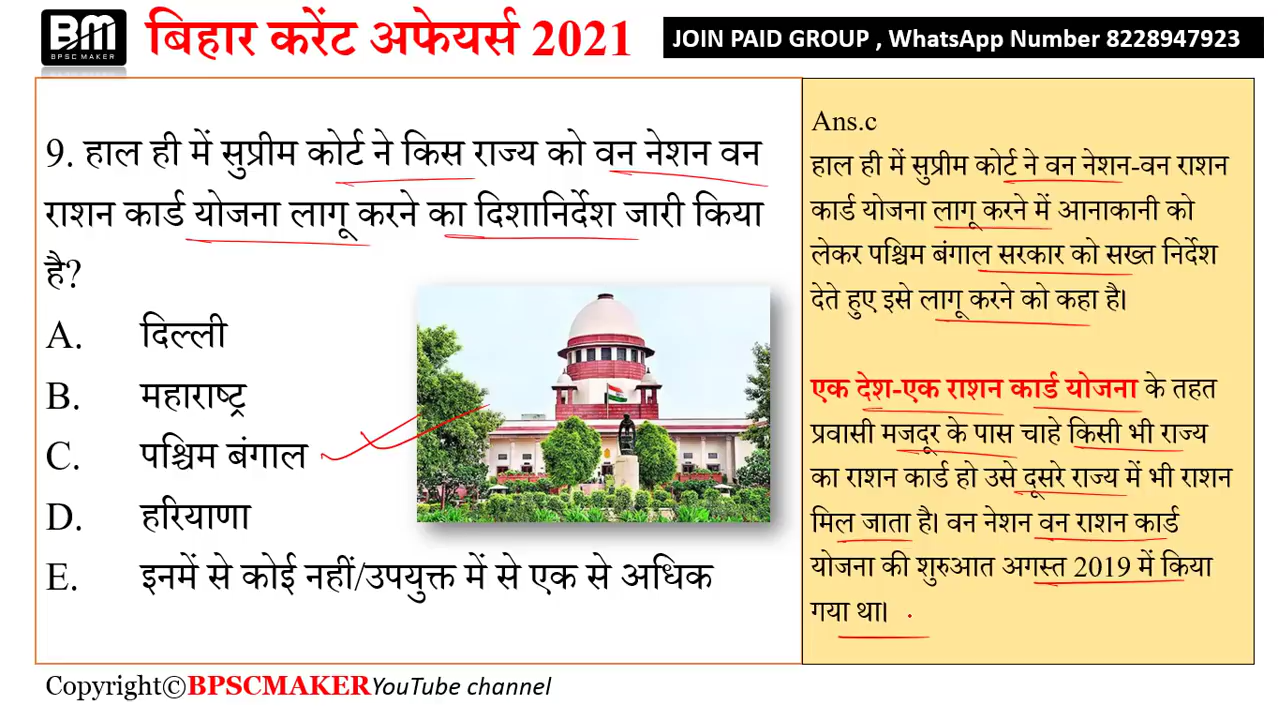 BM
BPSC MAKER
बिहार करेंट अफेयर्स 2021
JOIN PAID GROUP , WhatsApp Number 8228947923
9. हाल ही में सुप्रीम कोर्ट ने किस राज्य को वन नेशन वन
राशन कार्ड योजना लागू करने का दिशानिर्देश जारी किया
है?
A. दिल्ली
B. महाराष्ट्र
C. पश्चिम बंगाल
D. हरियाणा
E. इनमें से कोई नहीं/उपयुक्त में से एक से अधिक
Ans.c
हाल ही में सुप्रीम कोर्ट ने वन नेशन-वन राशन
कार्ड योजना लागू करने में आनाकानी को
लेकर पश्चिम बंगाल सरकार को सख्त निर्देश
देते हुए इसे लागू करने को कहा है।
एक देश-एक राशन कार्ड योजना के तहत
प्रवासी मजदूर के पास चाहे किसी भी राज्य
का राशन कार्ड हो उसे दूसरे राज्य में भी राशन
मिल जाता है। वन नेशन वन राशन कार्ड
योजना की शुरुआत अगस्त 2019 में किया
गया था।
Copyright©BPSCMAKERYouTube channel